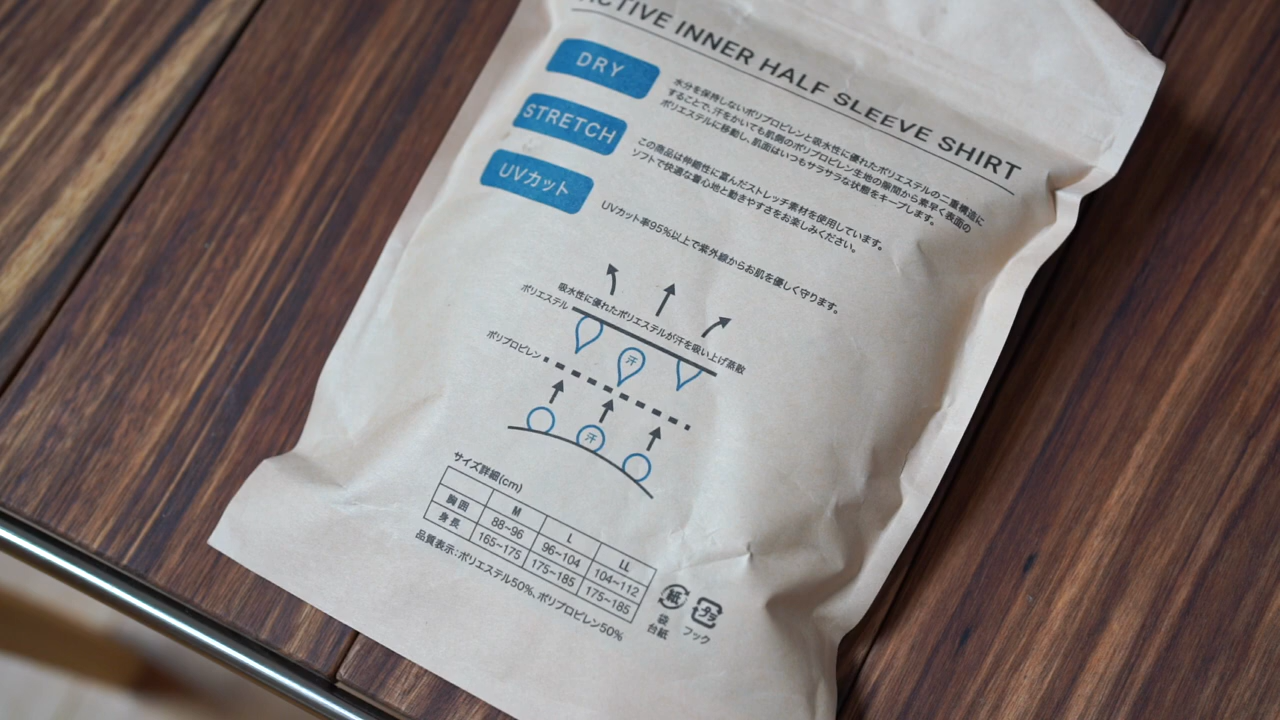 ACTIVE INNER HALF SLEEVE SHIRT
DRY
水分を保持しないポリプロピレンと吸水性に優れたポリエステルの二重構造に
することで、汗をかいても肌側のポリプロピレン生地の隙間から素早く表面の
ポリエステルに移動し、肌面はいつもサラサラな状態をキープします。
STRETCH
この商品は伸縮性に富んだストレッチ素材を使用しています。
ソフトで快適な着心地と動きやすさをお楽しみください。
UVカット
UVカット率95%以上で紫外線からお肌を優しく守ります。
吸水性に優れたポリエステルが汗を吸い上げ蒸散
ポリエステル
汗
ポリプロピレン
汗
サイズ詳細(cm)
M L LL
胸囲 88~96 96~104 104~112
身長 165~175 175~185 175~185
品質表示:ポリエステル50%、ポリプロピレン50%
紙 プラ
袋 フック
台紙